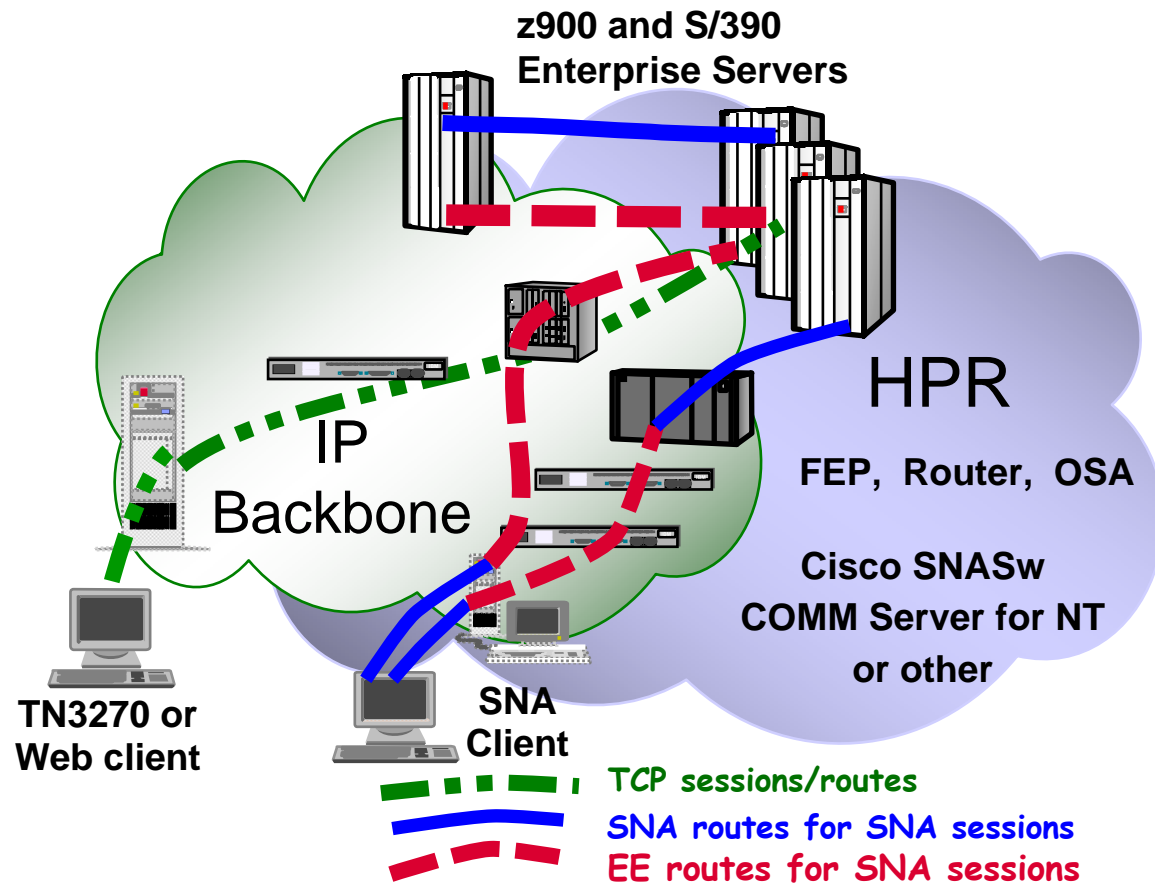 z900 and S/390
Enterprise Servers
HPR
IP
Backbone
FEP, Router, OSA
Cisco SNASw
COMM Server for NT
or other
TN3270 or
Web client
SNA
Client
TCP sessions/routes
SNA routes for SNA sessions
EE routes for SNA sessions